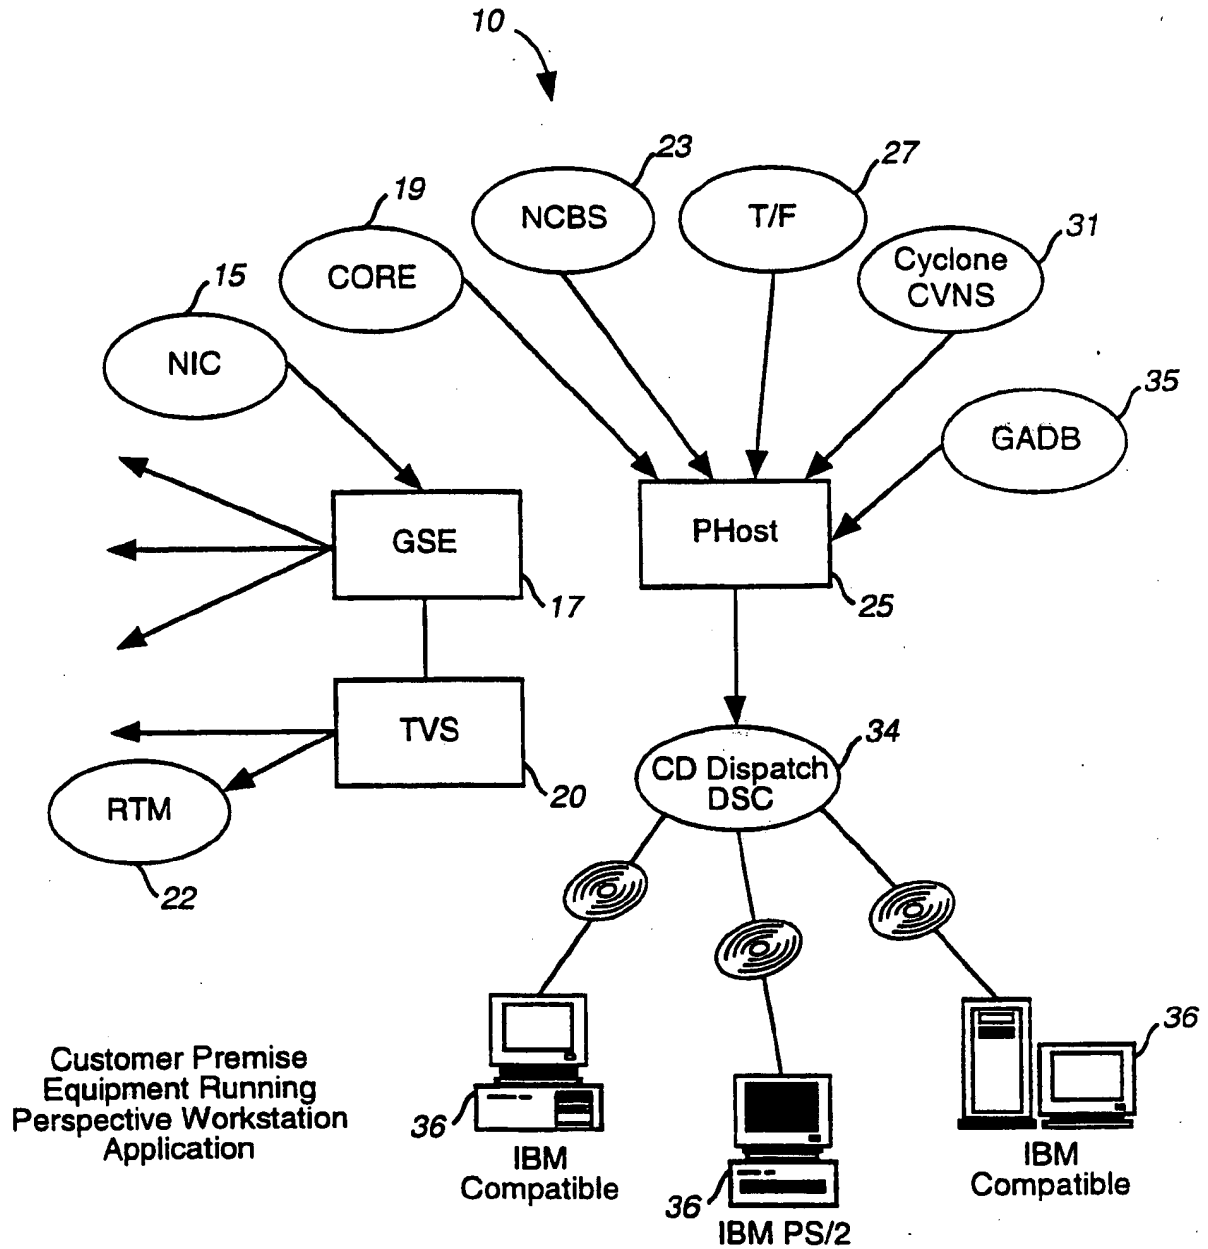 10
23
NCBS
27
T/F
19
CORE
31
Cyclone
CVNS
15
NIC
35
GADB
GSE
17
PHost
25
TVS
20
RTM
22
CD Dispatch
DSC
34
Customer Premise
Equipment Running
Perspective Workstation
Application
36
IBM
Compatible
36
IBM PS/2
36
IBM
Compatible